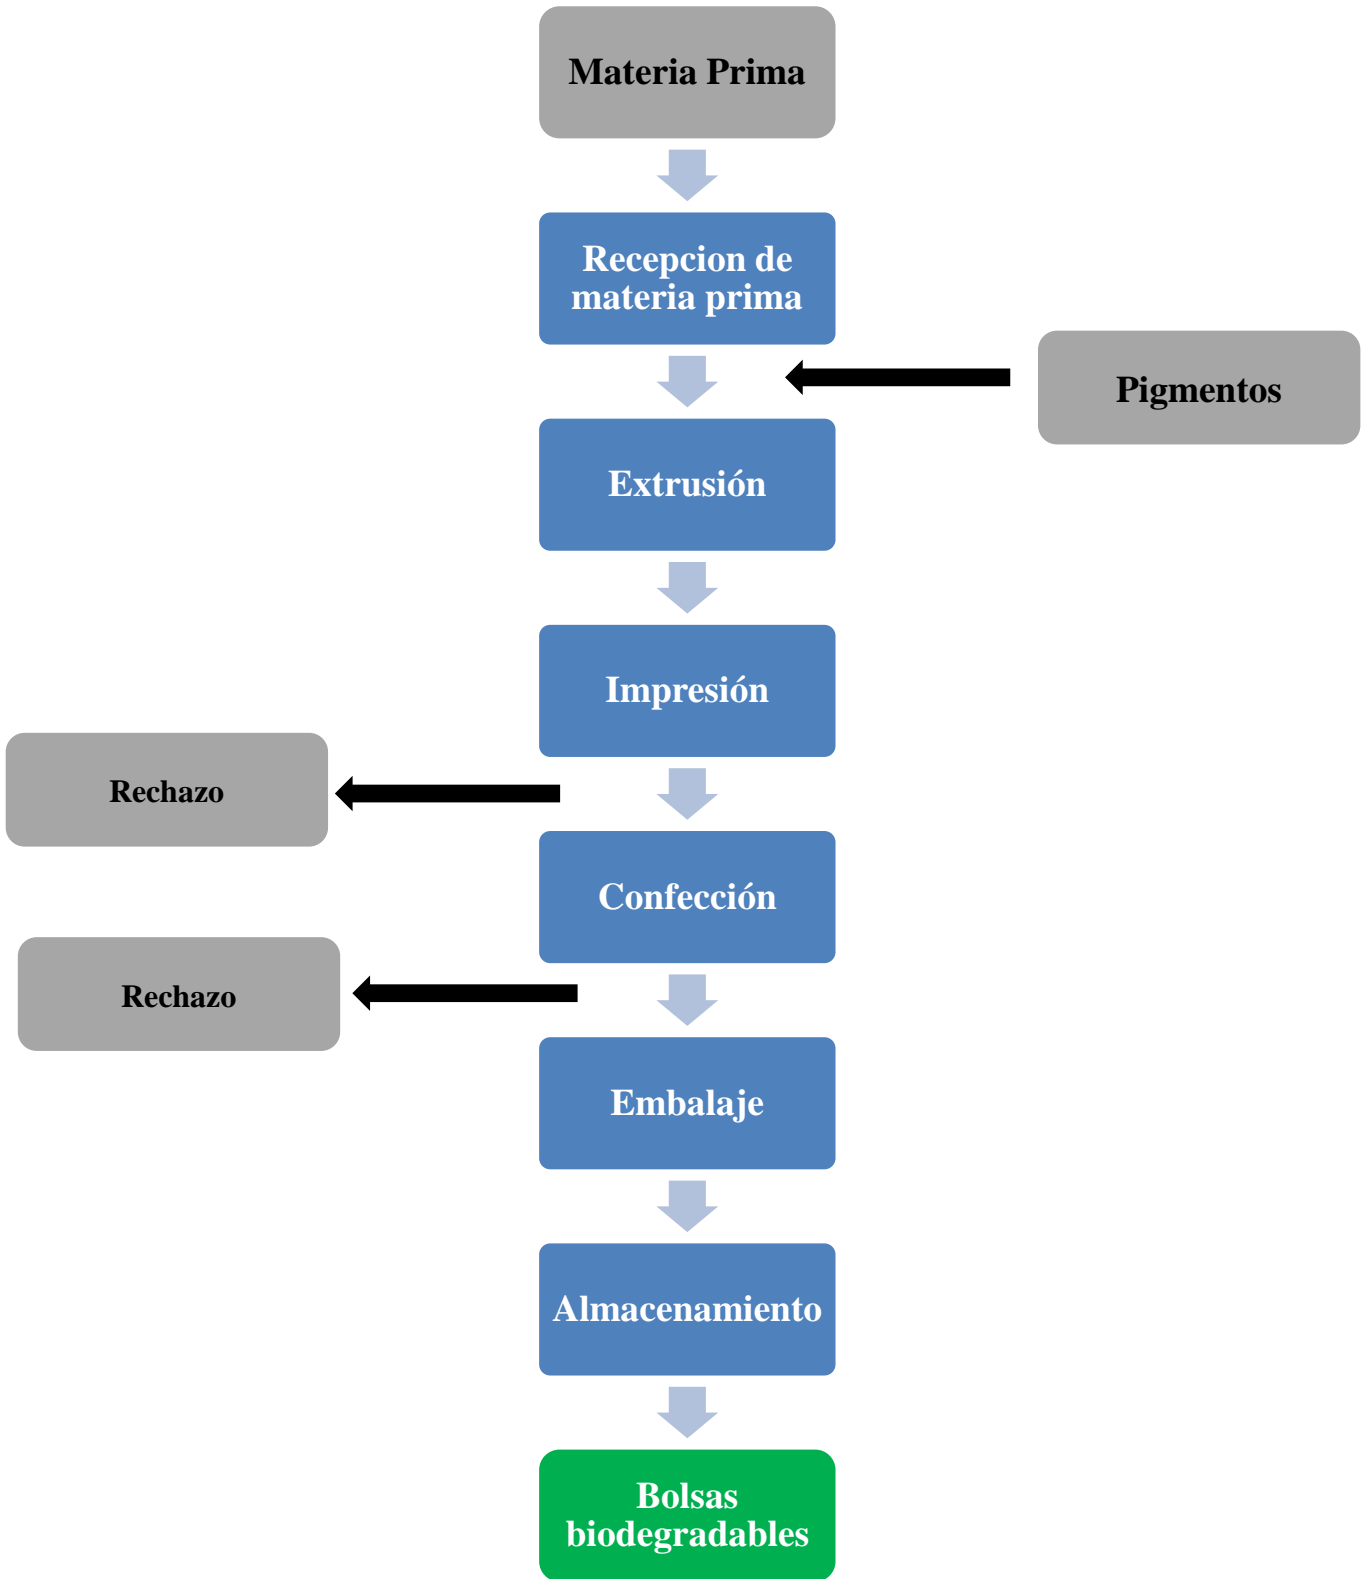 Materia Prima
Recepcion de
materia prima
Pigmentos
Extrusión
Impresión
Rechazo
Confección
Rechazo
Embalaje
Almacenamiento
Bolsas
biodegradables